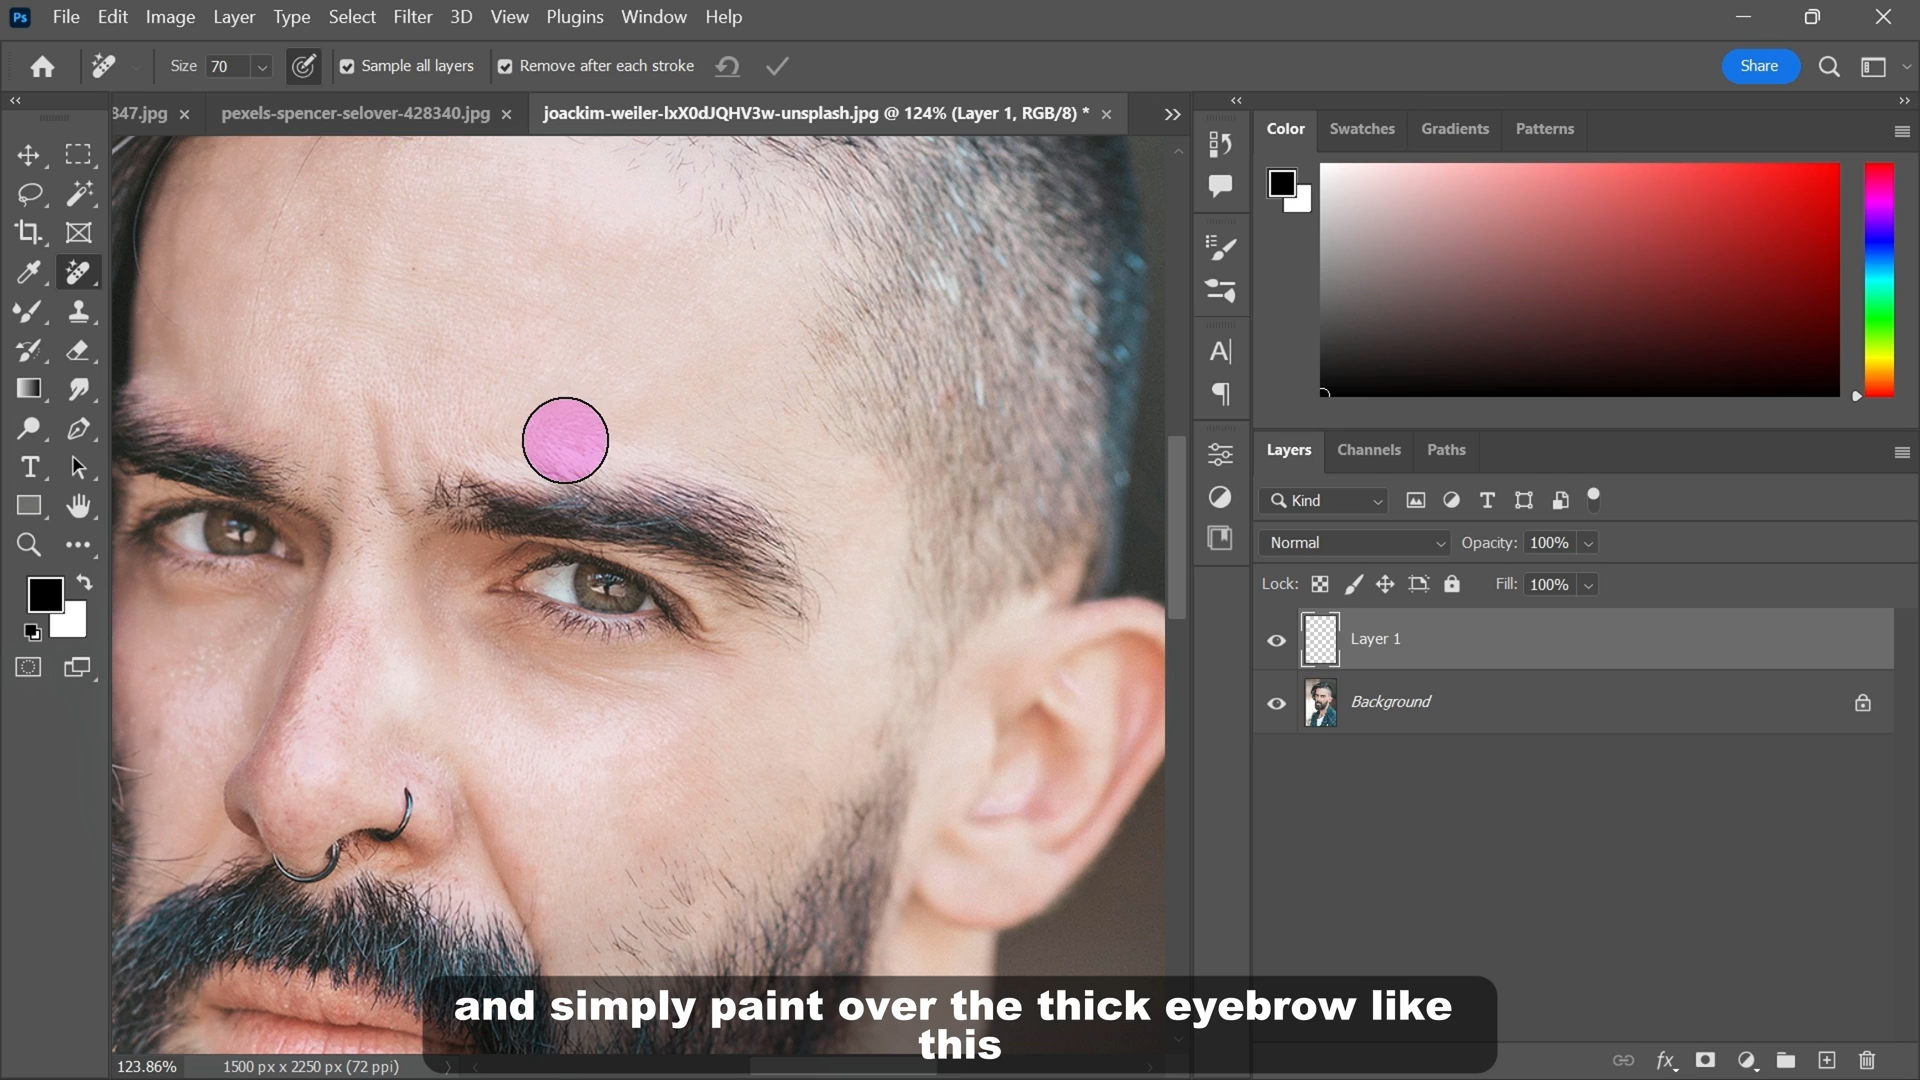 Ps File Edit Image Layer Type Select Filter 3D View Plugins Window Help
Size 70 Sample all layers Remove after each stroke Share
347.jpg pexels-spencer-selover-428340.jpg joackim-weiler-lxX0dJQHV3w-unsplash.jpg @ 124% (Layer 1, RGB/8) *
Color Swatches Gradients Patterns
Layers Channels Paths
Kind
Normal Opacity: 100%
Lock: Fill: 100%
Layer 1
Background
and simply paint over the thick eyebrow like
this
123.86% 1500 px x 2250 px (72 ppi)